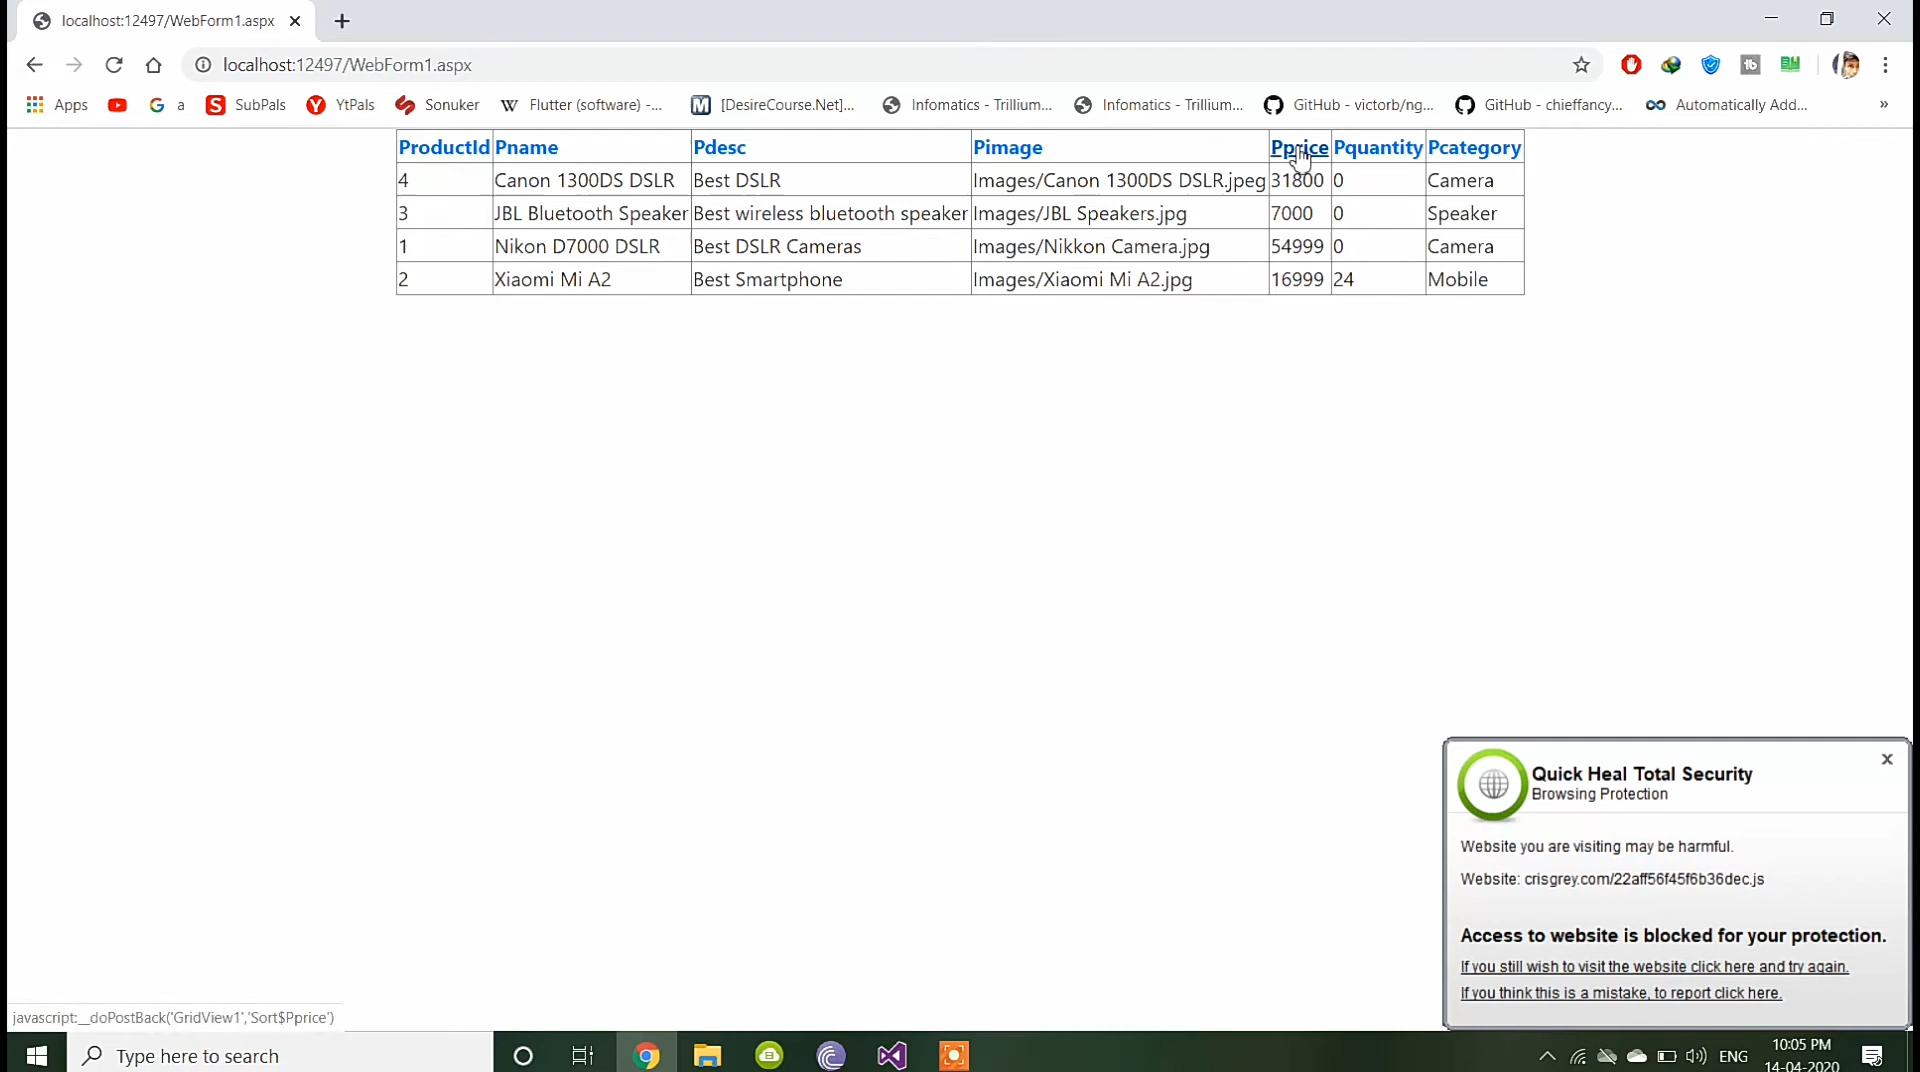 localhost:12497/WebForm1.aspx
localhost:12497/WebForm1.aspx
Apps G a S SubPals YtPals Sonuker W Flutter (software) -... M [DesireCourse.Net]... Infomatics - Trillium... Infomatics - Trillium... GitHub - victorb/ng... GitHub - chieffancy... Automatically Add... »
ProductId Pname Pdesc Pimage Pprice Pquantity Pcategory
4 Canon 1300DS DSLR Best DSLR Images/Canon 1300DS DSLR.jpeg 31800 0 Camera
3 JBL Bluetooth Speaker Best wireless bluetooth speaker Images/JBL Speakers.jpg 7000 0 Speaker
1 Nikon D7000 DSLR Best DSLR Cameras Images/Nikkon Camera.jpg 54999 0 Camera
2 Xiaomi Mi A2 Best Smartphone Images/Xiaomi Mi A2.jpg 16999 24 Mobile
Quick Heal Total Security
Browsing Protection
Website you are visiting may be harmful.
Website: crisgrey.com/22aff56f45f6b36dec.js
Access to website is blocked for your protection.
If you still wish to visit the website click here and try again.
If you think this is a mistake, to report click here.
javascript:__doPostBack('GridView1','Sort$Pprice')
Type here to search
ENG
10:05 PM
14-04-2020